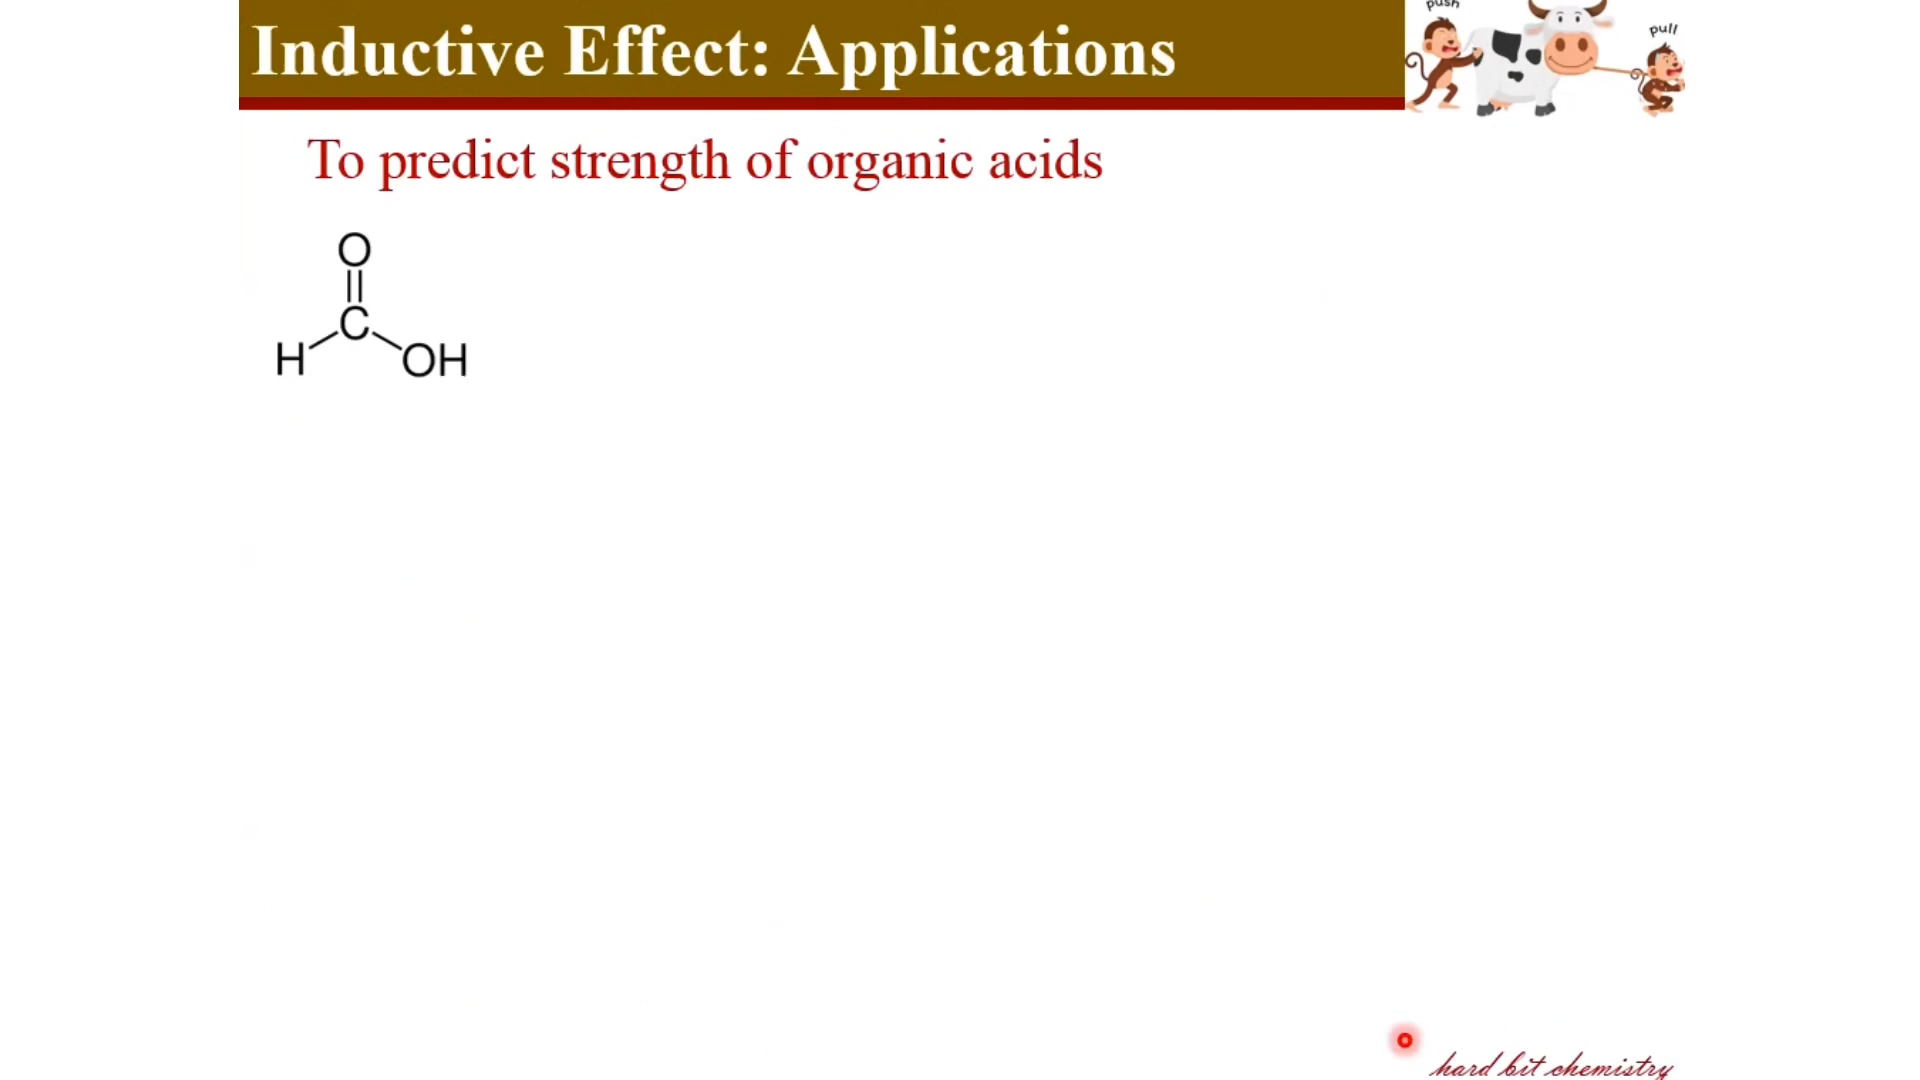 push
Inductive Effect: Applications
pull
To predict strength of organic acids
O
C
H OH
hard bit chemistry